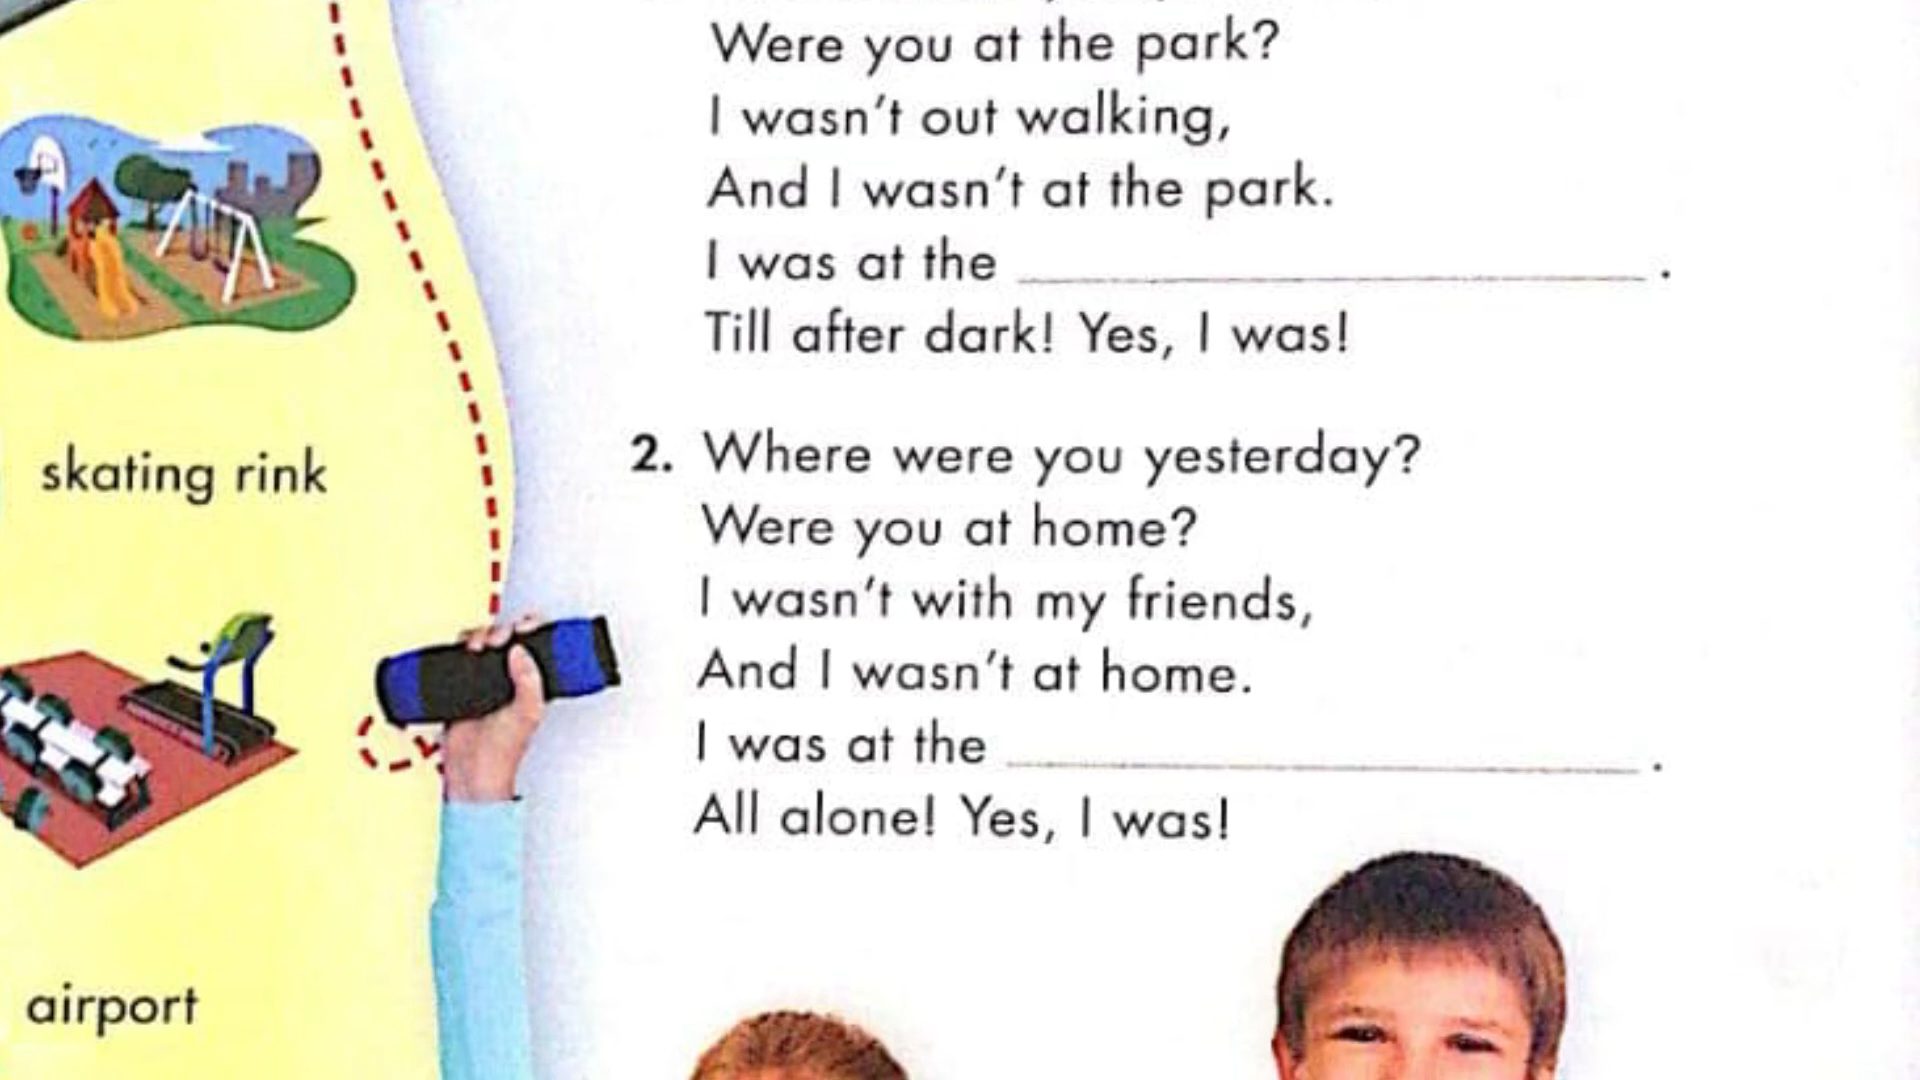 Were you at the park?
I wasn't out walking,
And I wasn't at the park.
I was at the ______.
Till after dark! Yes, I was!
skating rink
2. Where were you yesterday?
Were you at home?
I wasn't with my friends,
And I wasn't at home.
I was at the ______.
All alone! Yes, I was!
airport